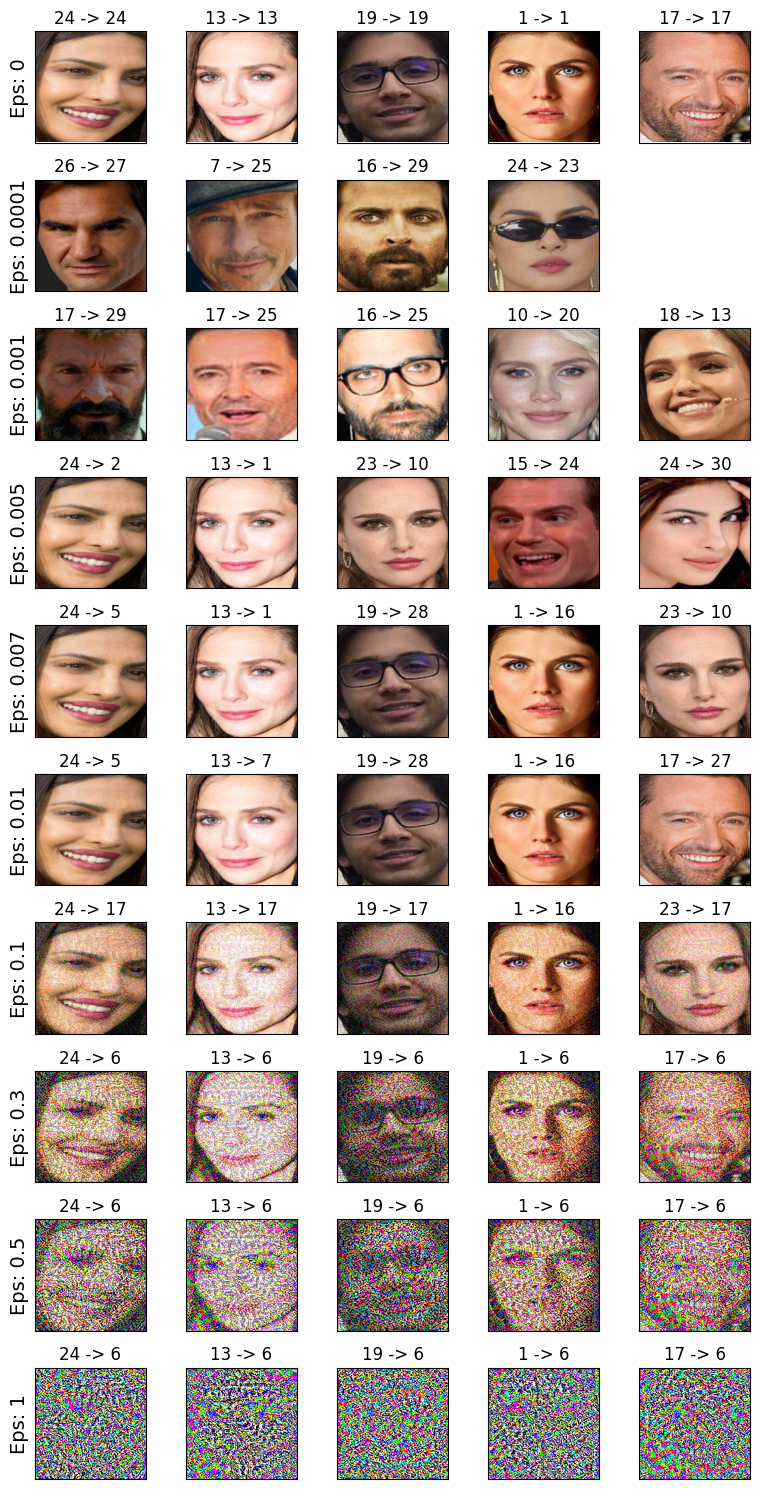 24 -> 24 13 -> 13 19 -> 19 1 -> 1 17 -> 17
Eps: 0
26 -> 27 7 -> 25 16 -> 29 24 -> 23
Eps: 0.0001
17 -> 29 17 -> 25 16 -> 25 10 -> 20 18 -> 13
Eps: 0.001
24 -> 2 13 -> 1 23 -> 10 15 -> 24 24 -> 30
Eps: 0.005
24 -> 5 13 -> 1 19 -> 28 1 -> 16 23 -> 10
Eps: 0.007
24 -> 5 13 -> 7 19 -> 28 1 -> 16 17 -> 27
Eps: 0.01
24 -> 17 13 -> 17 19 -> 17 1 -> 16 23 -> 17
Eps: 0.1
24 -> 6 13 -> 6 19 -> 6 1 -> 6 17 -> 6
Eps: 0.3
24 -> 6 13 -> 6 19 -> 6 1 -> 6 17 -> 6
Eps: 0.5
24 -> 6 13 -> 6 19 -> 6 1 -> 6 17 -> 6
Eps: 1